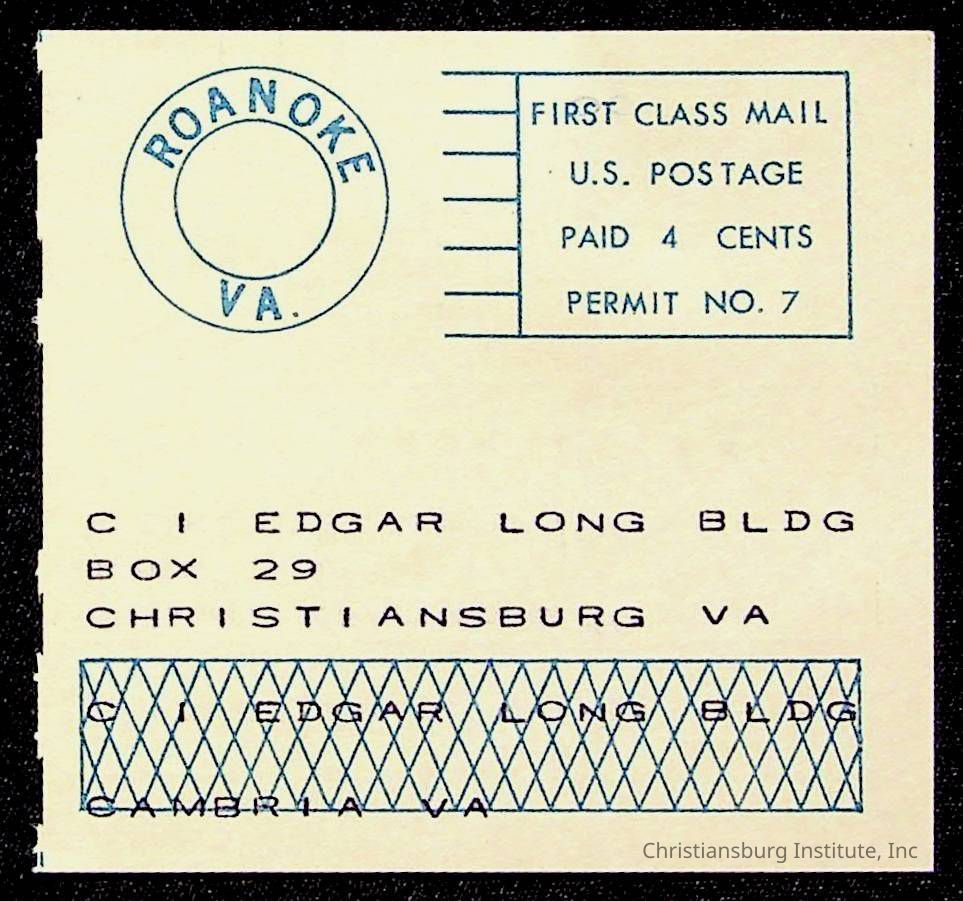 ROANOKE
VA.
FIRST CLASS MAIL
U.S. POSTAGE
PAID 4 CENTS
PERMIT NO. 7
C I EDGAR LONG BLDG
BOX 29
CHRISTIANSBURG VA
C I EDGAR LONG BLDG
CAMBRIA VA
Christiansburg Institute, Inc